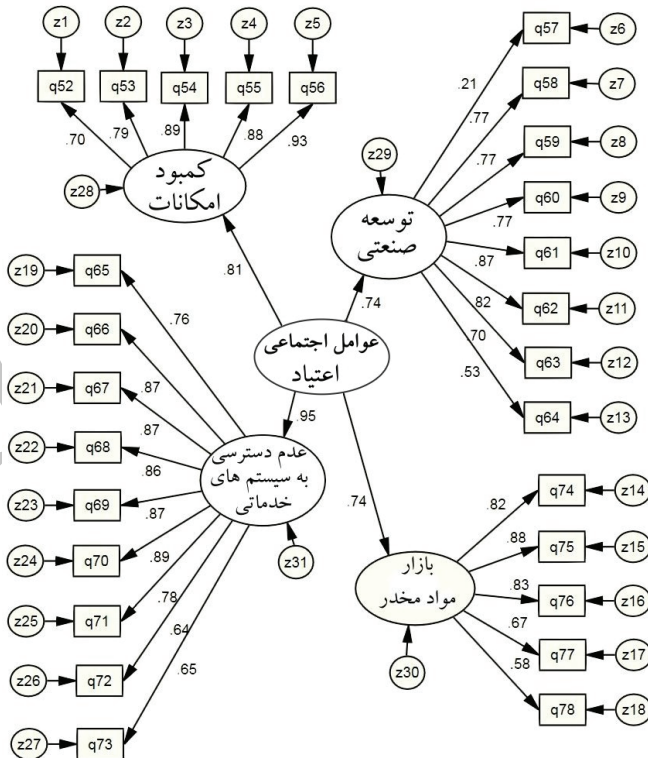 z1 z2 z3 z4 z5
q52 q53 q54 q55 q56
.70 .79 .89 .88 .93
z28
کمبود
امکانات
.81
q57 z6
q58 z7
q59 z8
q60 z9
q61 z10
q62 z11
q63 z12
q64 z13
.21
.77
.77
.77
.87
.82
.70
.53
z29
توسعه
صنعتی
.74
عوامل اجتماعی
اعتیاد
.95
.74
z19 q65
z20 q66
z21 q67
z22 q68
z23 q69
z24 q70
z25 q71
z26 q72
z27 q73
.76
.87
.87
.86
.87
.89
.78
.64
.65
عدم دسترسی
به سیستم های
خدماتی
z31
بازار
مواد مخدر
z30
.82
.88
.83
.67
.58
q74 z14
q75 z15
q76 z16
q77 z17
q78 z18